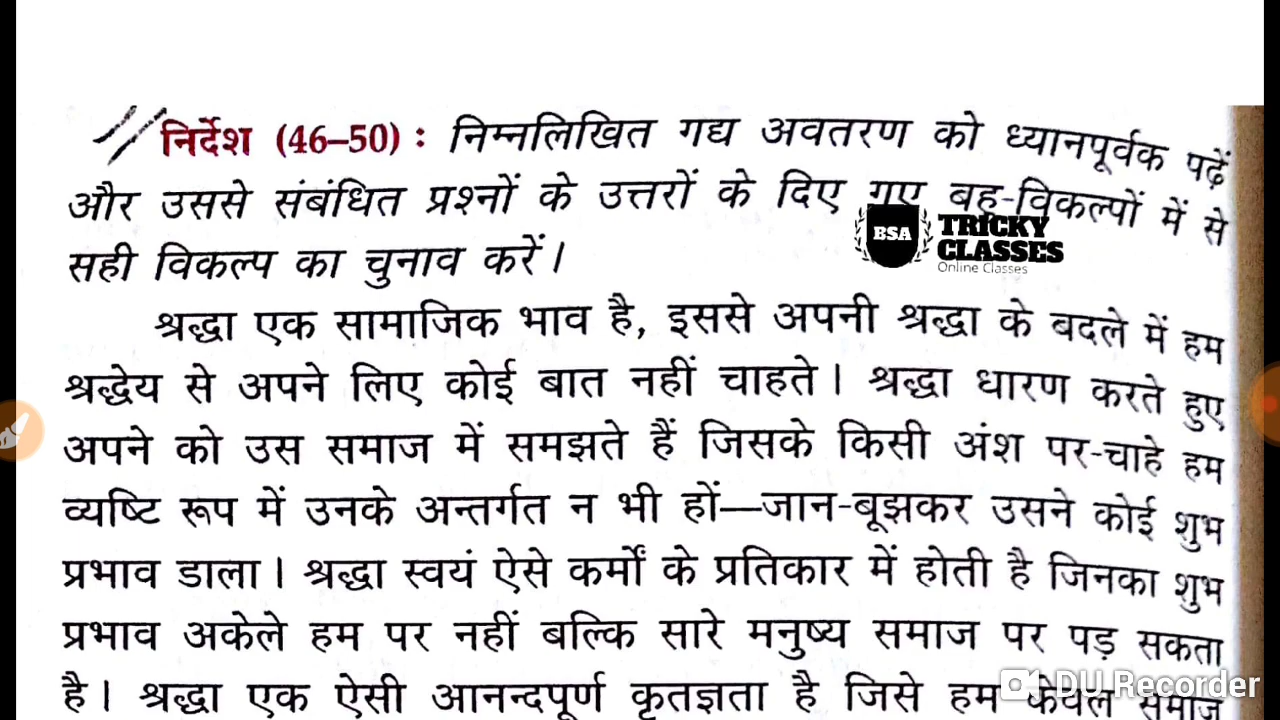 निर्देश (46–50) : निम्नलिखित गद्य अवतरण को ध्यानपूर्वक पढ़ें
और उससे संबंधित प्रश्नों के उत्तरों के दिए गए बहु-विकल्पों में से
BSA TRICKY CLASSES
Online Classes
सही विकल्प का चुनाव करें।
श्रद्धा एक सामाजिक भाव है, इससे अपनी श्रद्धा के बदले में हम
श्रद्धेय से अपने लिए कोई बात नहीं चाहते। श्रद्धा धारण करते हुए
अपने को उस समाज में समझते हैं जिसके किसी अंश पर-चाहे हम
व्यष्टि रूप में उनके अन्तर्गत न भी हों—जान-बूझकर उसने कोई शुभ
प्रभाव डाला। श्रद्धा स्वयं ऐसे कर्मों के प्रतिकार में होती है जिनका शुभ
प्रभाव अकेले हम पर नहीं बल्कि सारे मनुष्य समाज पर पड़ सकता
है। श्रद्धा एक ऐसी आनन्दपूर्ण कृतज्ञता है जिसे हम केवल समाज
DU Recorder